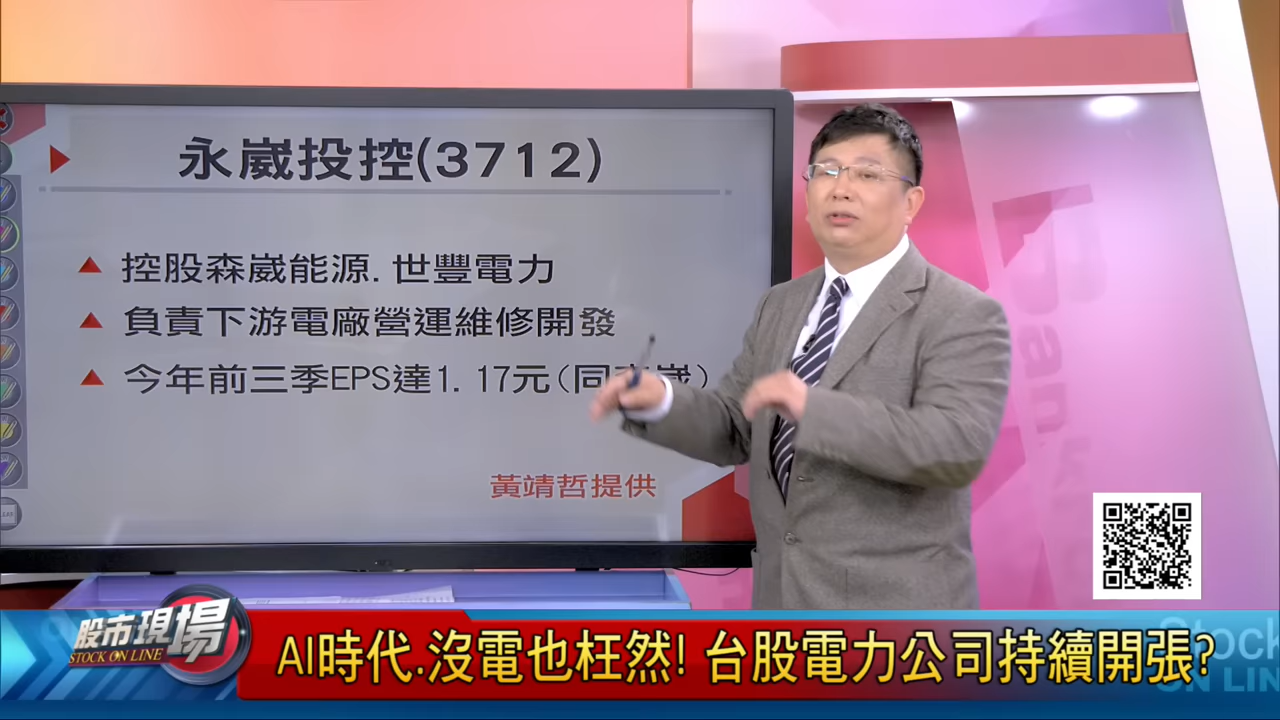 永崴投控(3712)
控股森崴能源.世豐電力
負責下游電廠營運維修開發
今年前三季EPS達1.17元(同
黃靖哲提供
股市現場
STOCK ON LINE
AI時代.沒電也枉然! 台股電力公司持續開張?
Stock
ON LIN